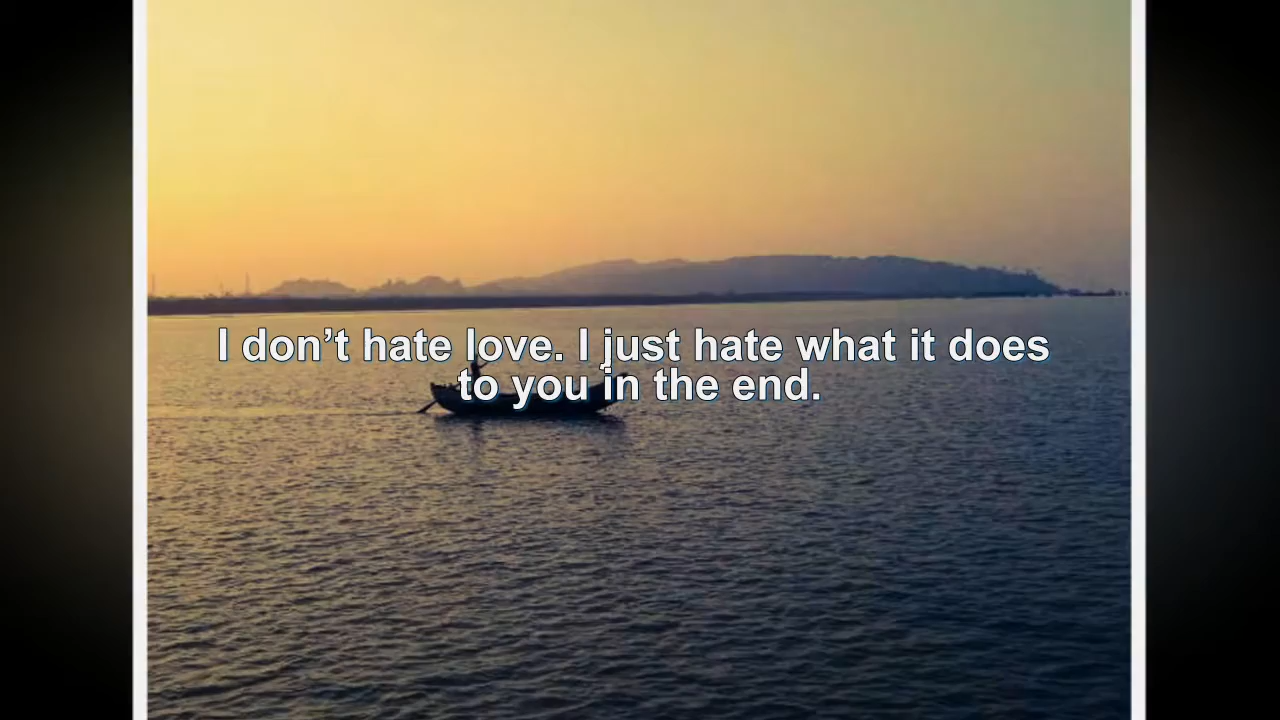 I don’t hate love. I just hate what it does
to you in the end.